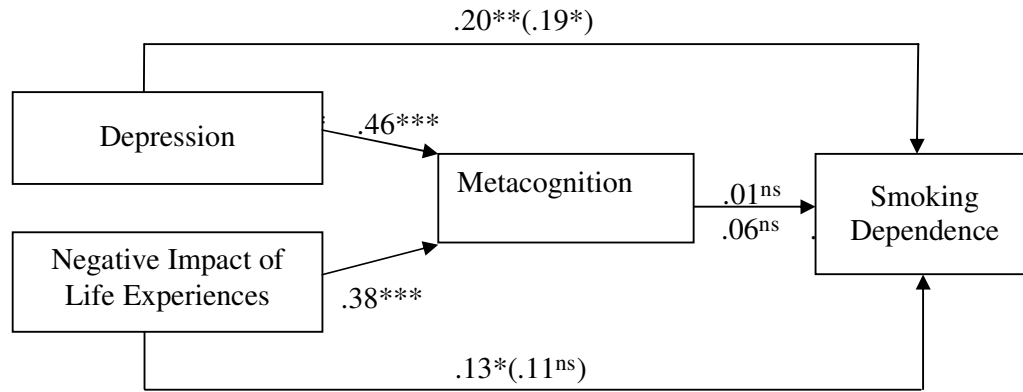 .20**(.19*)
Depression
.46***
Metacognition
.01ns
.06ns
Smoking
Dependence
Negative Impact of
Life Experiences
.38***
.13*(.11ns)